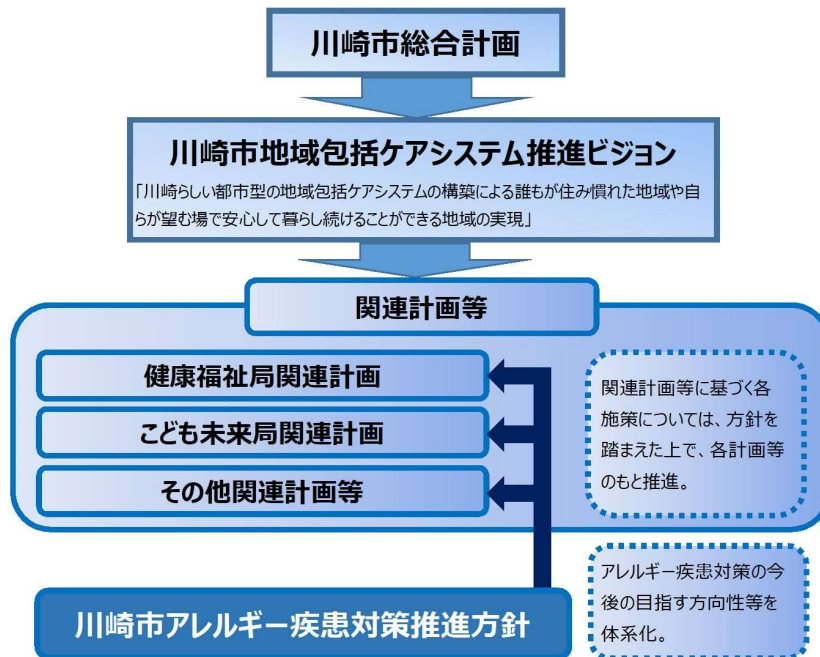 川崎市総合計画
川崎市地域包括ケアシステム推進ビジョン
「川崎らしい都市型の地域包括ケアシステムの構築による誰もが住み慣れた地域や自
らが望む場で安心して暮らし続けることができる地域の実現」
関連計画等
健康福祉局関連計画
こども未来局関連計画
その他関連計画等
関連計画等に基づく各
施策については、方針を
踏まえた上で、各計画等
のもと推進。
川崎市アレルギー疾患対策推進方針
アレルギー疾患対策の今
後の目指す方向性等を
体系化。